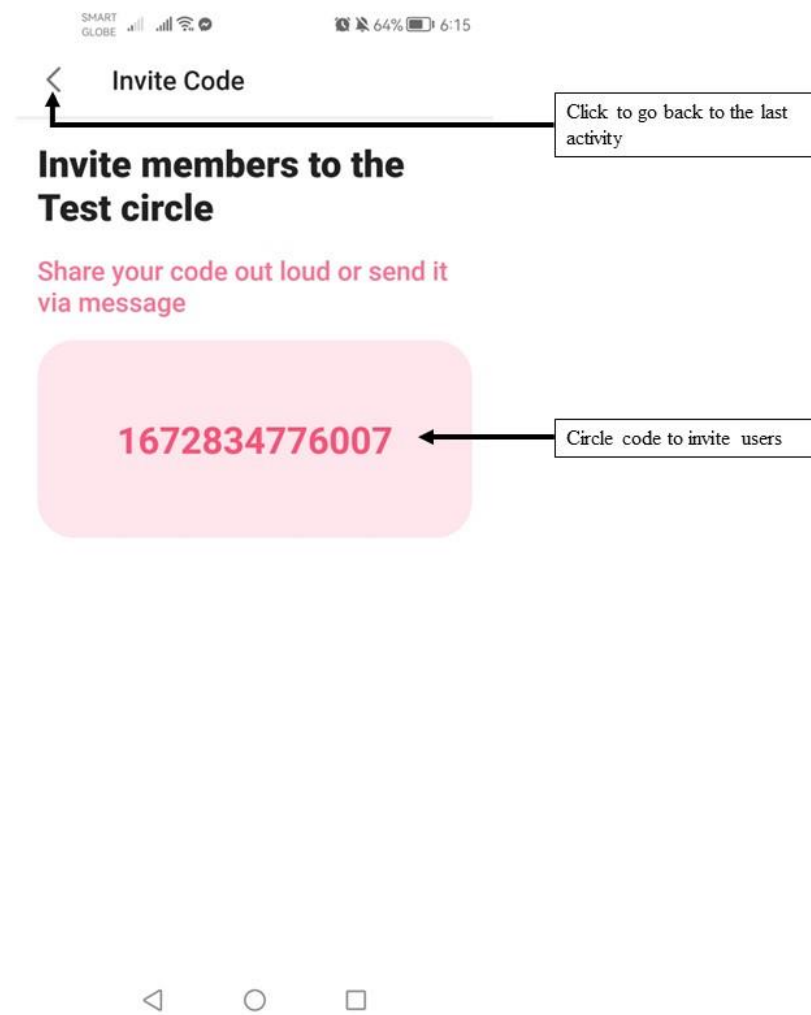 SMART
GLOBE
64% 6:15
Invite Code
Click to go back to the last
activity
Invite members to the
Test circle
Share your code out loud or send it
via message
1672834776007
Circle code to invite users